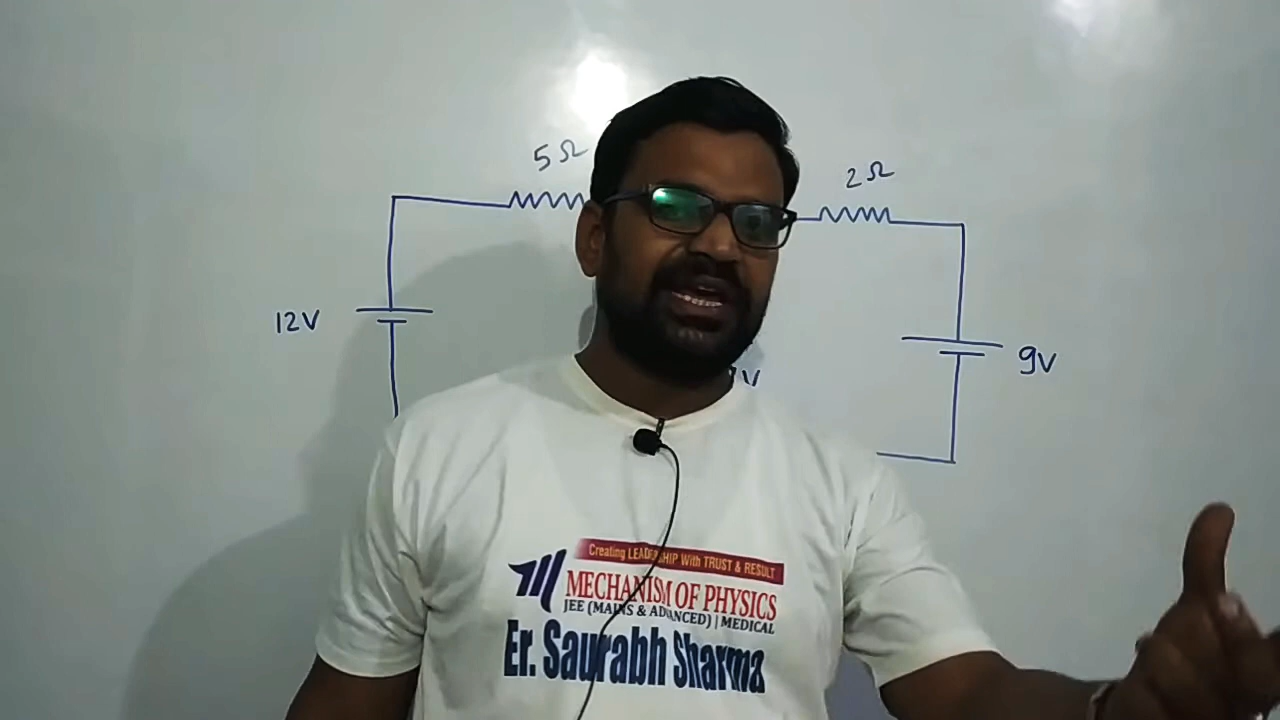 5Ω
2Ω
12V
V
9V
Creating LEADERSHIP With TRUST & RESULT
MECHANISM OF PHYSICS
JEE (MAINS & ADVANCED) | MEDICAL
Er. Saurabh Sharma